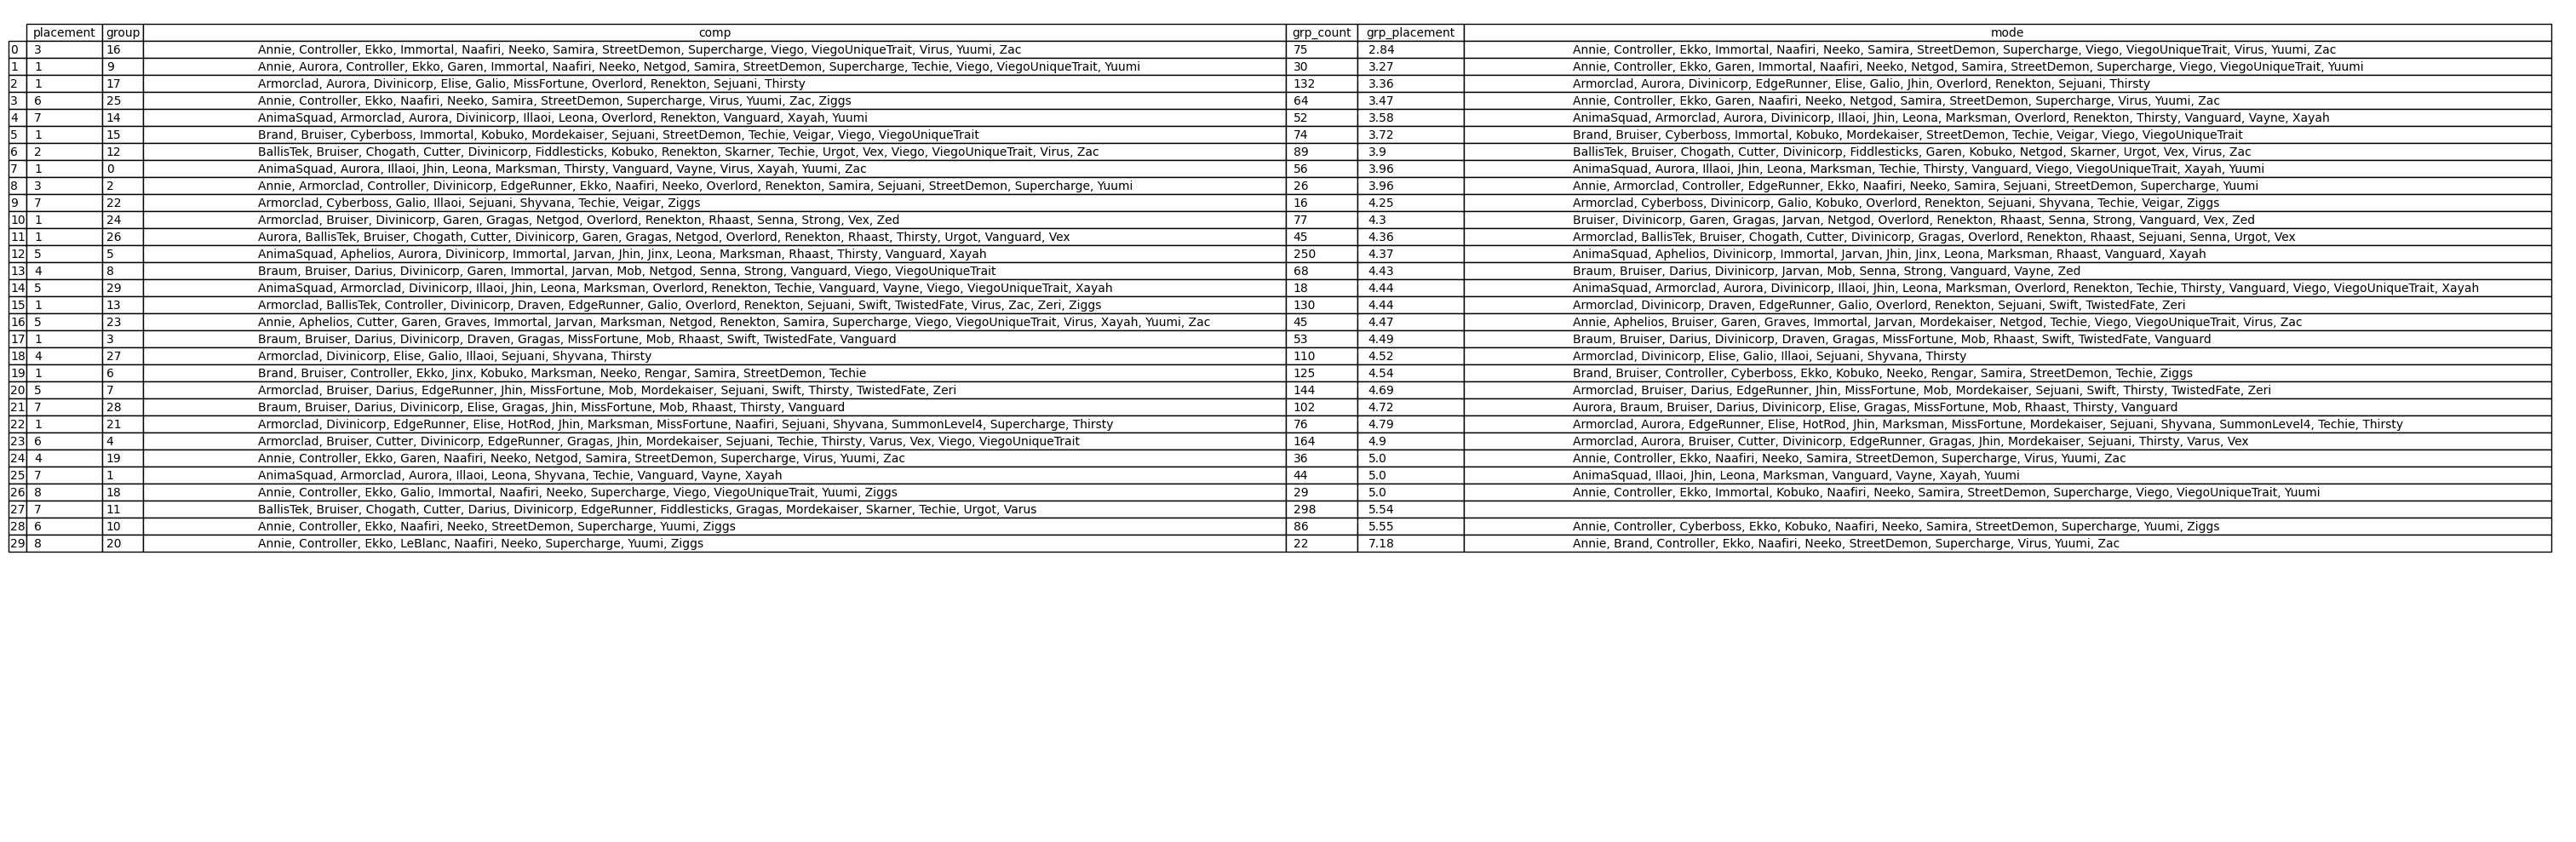 placement group comp grp_count grp_placement mode
0 3 16 Annie, Controller, Ekko, Immortal, Naafiri, Neeko, Samira, StreetDemon, Supercharge, Viego, ViegoUniqueTrait, Virus, Yuumi, Zac 75 2.84 Annie, Controller, Ekko, Immortal, Naafiri, Neeko, Samira, StreetDemon, Supercharge, Viego, ViegoUniqueTrait, Virus, Yuumi, Zac
1 1 9 Annie, Aurora, Controller, Ekko, Garen, Immortal, Naafiri, Neeko, Netgod, Samira, StreetDemon, Supercharge, Techie, Viego, ViegoUniqueTrait, Yuumi 30 3.27 Annie, Controller, Ekko, Garen, Immortal, Naafiri, Neeko, Netgod, Samira, StreetDemon, Supercharge, Viego, ViegoUniqueTrait, Yuumi
2 1 17 Armorclad, Aurora, Divinicorp, Elise, Galio, MissFortune, Overlord, Renekton, Sejuani, Thirsty 132 3.36 Armorclad, Aurora, Divinicorp, EdgeRunner, Elise, Galio, Jhin, Overlord, Renekton, Sejuani, Thirsty
3 6 25 Annie, Controller, Ekko, Naafiri, Neeko, Samira, StreetDemon, Supercharge, Virus, Yuumi, Zac, Ziggs 64 3.47 Annie, Controller, Ekko, Garen, Naafiri, Neeko, Netgod, Samira, StreetDemon, Supercharge, Virus, Yuumi, Zac
4 7 14 AnimaSquad, Armorclad, Aurora, Divinicorp, Illaoi, Leona, Overlord, Renekton, Vanguard, Xayah, Yuumi 52 3.58 AnimaSquad, Armorclad, Aurora, Divinicorp, Illaoi, Jhin, Leona, Marksman, Overlord, Renekton, Thirsty, Vanguard, Vayne, Xayah
5 1 15 Brand, Bruiser, Cyberboss, Immortal, Kobuko, Mordekaiser, Sejuani, StreetDemon, Techie, Veigar, Viego, ViegoUniqueTrait 74 3.72 Brand, Bruiser, Cyberboss, Immortal, Kobuko, Mordekaiser, StreetDemon, Techie, Veigar, Viego, ViegoUniqueTrait
6 2 12 BallisTek, Bruiser, Chogath, Cutter, Divinicorp, Fiddlesticks, Kobuko, Renekton, Skarner, Techie, Urgot, Vex, Viego, ViegoUniqueTrait, Virus, Zac 89 3.9 BallisTek, Bruiser, Chogath, Cutter, Divinicorp, Fiddlesticks, Garen, Kobuko, Netgod, Skarner, Urgot, Vex, Virus, Zac
7 1 0 AnimaSquad, Aurora, Illaoi, Jhin, Leona, Marksman, Thirsty, Vanguard, Vayne, Virus, Xayah, Yuumi, Zac 56 3.96 AnimaSquad, Aurora, Illaoi, Jhin, Leona, Marksman, Techie, Thirsty, Vanguard, Viego, ViegoUniqueTrait, Xayah, Yuumi
8 3 2 Annie, Armorclad, Controller, Divinicorp, EdgeRunner, Ekko, Naafiri, Neeko, Overlord, Renekton, Samira, Sejuani, StreetDemon, Supercharge, Yuumi 26 3.96 Annie, Armorclad, Controller, EdgeRunner, Ekko, Naafiri, Neeko, Samira, Sejuani, StreetDemon, Supercharge, Yuumi
9 7 22 Armorclad, Cyberboss, Galio, Illaoi, Sejuani, Shyvana, Techie, Veigar, Ziggs 16 4.25 Armorclad, Cyberboss, Divinicorp, Galio, Kobuko, Overlord, Renekton, Sejuani, Shyvana, Techie, Veigar, Ziggs
10 1 24 Armorclad, Bruiser, Divinicorp, Garen, Gragas, Netgod, Overlord, Renekton, Rhaast, Senna, Strong, Vex, Zed 77 4.3 Bruiser, Divinicorp, Garen, Gragas, Jarvan, Netgod, Overlord, Renekton, Rhaast, Senna, Strong, Vanguard, Vex, Zed
11 1 26 Aurora, BallisTek, Bruiser, Chogath, Cutter, Divinicorp, Garen, Gragas, Netgod, Overlord, Renekton, Rhaast, Thirsty, Urgot, Vanguard, Vex 45 4.36 Armorclad, BallisTek, Bruiser, Chogath, Cutter, Divinicorp, Gragas, Overlord, Renekton, Rhaast, Sejuani, Senna, Urgot, Vex
12 5 5 AnimaSquad, Aphelios, Aurora, Divinicorp, Immortal, Jarvan, Jhin, Jinx, Leona, Marksman, Rhaast, Thirsty, Vanguard, Xayah 250 4.37 AnimaSquad, Aphelios, Divinicorp, Immortal, Jarvan, Jhin, Jinx, Leona, Marksman, Rhaast, Vanguard, Xayah
13 4 8 Braum, Bruiser, Darius, Divinicorp, Garen, Immortal, Jarvan, Mob, Netgod, Senna, Strong, Vanguard, Viego, ViegoUniqueTrait 68 4.43 Braum, Bruiser, Darius, Divinicorp, Jarvan, Mob, Senna, Strong, Vanguard, Vayne, Zed
14 5 29 AnimaSquad, Armorclad, Divinicorp, Illaoi, Jhin, Leona, Marksman, Overlord, Renekton, Techie, Vanguard, Vayne, Viego, ViegoUniqueTrait, Xayah 18 4.44 AnimaSquad, Armorclad, Aurora, Divinicorp, Illaoi, Jhin, Leona, Marksman, Overlord, Renekton, Techie, Thirsty, Vanguard, Viego, ViegoUniqueTrait, Xayah
15 1 13 Armorclad, BallisTek, Controller, Divinicorp, Draven, EdgeRunner, Galio, Overlord, Renekton, Sejuani, Swift, TwistedFate, Virus, Zac, Zeri, Ziggs 130 4.44 Armorclad, Divinicorp, Draven, EdgeRunner, Galio, Overlord, Renekton, Sejuani, Swift, TwistedFate, Zeri
16 5 23 Annie, Aphelios, Cutter, Garen, Graves, Immortal, Jarvan, Marksman, Netgod, Renekton, Samira, Supercharge, Viego, ViegoUniqueTrait, Virus, Xayah, Yuumi, Zac 45 4.47 Annie, Aphelios, Bruiser, Garen, Graves, Immortal, Jarvan, Mordekaiser, Netgod, Techie, Viego, ViegoUniqueTrait, Virus, Zac
17 1 3 Braum, Bruiser, Darius, Divinicorp, Draven, Gragas, MissFortune, Mob, Rhaast, Swift, TwistedFate, Vanguard 53 4.49 Braum, Bruiser, Darius, Divinicorp, Draven, Gragas, MissFortune, Mob, Rhaast, Swift, TwistedFate, Vanguard
18 4 27 Armorclad, Divinicorp, Elise, Galio, Illaoi, Sejuani, Shyvana, Thirsty 110 4.52 Armorclad, Divinicorp, Elise, Galio, Illaoi, Sejuani, Shyvana, Thirsty
19 1 6 Brand, Bruiser, Controller, Ekko, Jinx, Kobuko, Marksman, Neeko, Rengar, Samira, StreetDemon, Techie 125 4.54 Brand, Bruiser, Controller, Cyberboss, Ekko, Kobuko, Neeko, Rengar, Samira, StreetDemon, Techie, Ziggs
20 5 7 Armorclad, Bruiser, Darius, EdgeRunner, Jhin, MissFortune, Mob, Mordekaiser, Sejuani, Swift, Thirsty, TwistedFate, Zeri 144 4.69 Armorclad, Bruiser, Darius, EdgeRunner, Jhin, MissFortune, Mob, Mordekaiser, Sejuani, Swift, Thirsty, TwistedFate, Zeri
21 7 28 Braum, Bruiser, Darius, Divinicorp, Elise, Gragas, Jhin, MissFortune, Mob, Rhaast, Thirsty, Vanguard 102 4.72 Aurora, Braum, Bruiser, Darius, Divinicorp, Elise, Gragas, MissFortune, Mob, Rhaast, Thirsty, Vanguard
22 1 21 Armorclad, Divinicorp, EdgeRunner, Elise, HotRod, Jhin, Marksman, MissFortune, Naafiri, Sejuani, Shyvana, SummonLevel4, Supercharge, Thirsty 76 4.79 Armorclad, Aurora, EdgeRunner, Elise, HotRod, Jhin, Marksman, MissFortune, Mordekaiser, Sejuani, Shyvana, SummonLevel4, Techie, Thirsty
23 6 4 Armorclad, Bruiser, Cutter, Divinicorp, EdgeRunner, Gragas, Jhin, Mordekaiser, Sejuani, Techie, Thirsty, Varus, Vex, Viego, ViegoUniqueTrait 164 4.9 Armorclad, Aurora, Bruiser, Cutter, Divinicorp, EdgeRunner, Gragas, Jhin, Mordekaiser, Sejuani, Thirsty, Varus, Vex
24 4 19 Annie, Controller, Ekko, Garen, Naafiri, Neeko, Netgod, Samira, StreetDemon, Supercharge, Virus, Yuumi, Zac 36 5.0 Annie, Controller, Ekko, Naafiri, Neeko, Samira, StreetDemon, Supercharge, Virus, Yuumi, Zac
25 7 1 AnimaSquad, Armorclad, Aurora, Illaoi, Leona, Shyvana, Techie, Vanguard, Vayne, Xayah 44 5.0 AnimaSquad, Illaoi, Jhin, Leona, Marksman, Vanguard, Vayne, Xayah, Yuumi
26 8 18 Annie, Controller, Ekko, Galio, Immortal, Naafiri, Neeko, Supercharge, Viego, ViegoUniqueTrait, Yuumi, Ziggs 29 5.0 Annie, Controller, Ekko, Immortal, Kobuko, Naafiri, Neeko, Samira, StreetDemon, Supercharge, Viego, ViegoUniqueTrait, Yuumi
27 7 11 BallisTek, Bruiser, Chogath, Cutter, Darius, Divinicorp, EdgeRunner, Fiddlesticks, Gragas, Mordekaiser, Skarner, Techie, Urgot, Varus 298 5.54
28 6 10 Annie, Controller, Ekko, Naafiri, Neeko, StreetDemon, Supercharge, Yuumi, Ziggs 86 5.55 Annie, Controller, Cyberboss, Ekko, Kobuko, Naafiri, Neeko, Samira, StreetDemon, Supercharge, Yuumi, Ziggs
29 8 20 Annie, Controller, Ekko, LeBlanc, Naafiri, Neeko, Supercharge, Yuumi, Ziggs 22 7.18 Annie, Brand, Controller, Ekko, Naafiri, Neeko, StreetDemon, Supercharge, Virus, Yuumi, Zac